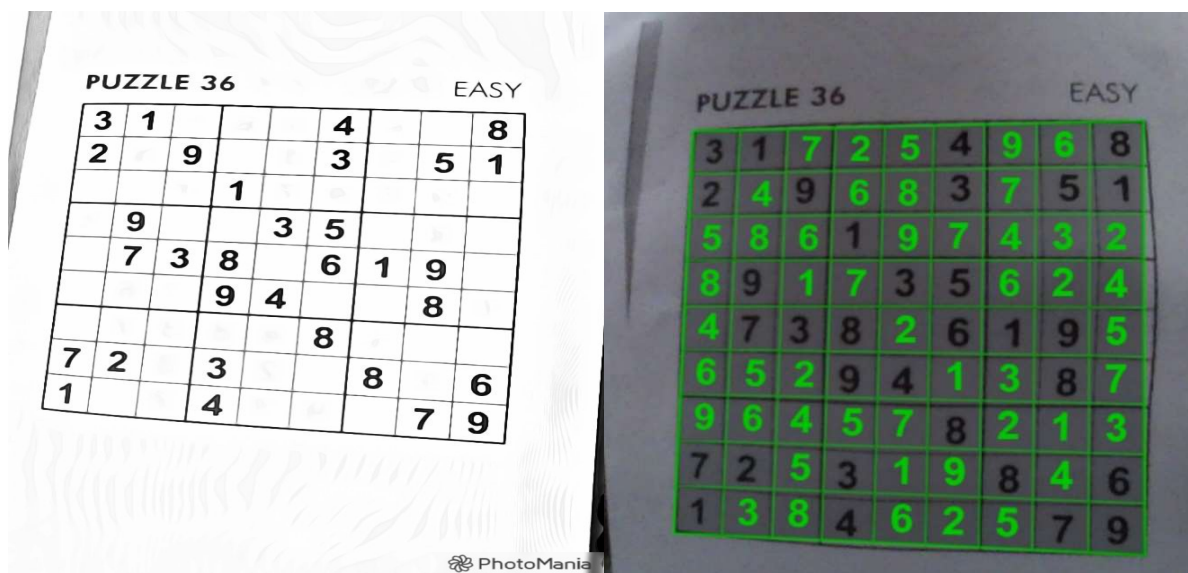 PUZZLE 36 EASY
3 1 4 8
2 9 3 5 1
1
9 3 5
7 3 8 6 1 9
9 4 8
8
7 2 3 8 6
1 4 7 9
PhotoMania
PUZZLE 36 EASY
3 1 7 2 5 4 9 6 8
2 4 9 6 8 3 7 5 1
5 8 6 1 9 7 4 3 2
8 9 1 7 3 5 6 2 4
4 7 3 8 2 6 1 9 5
6 5 2 9 4 1 3 8 7
9 6 4 5 7 8 2 1 3
7 2 5 3 1 9 8 4 6
1 3 8 4 6 2 5 7 9